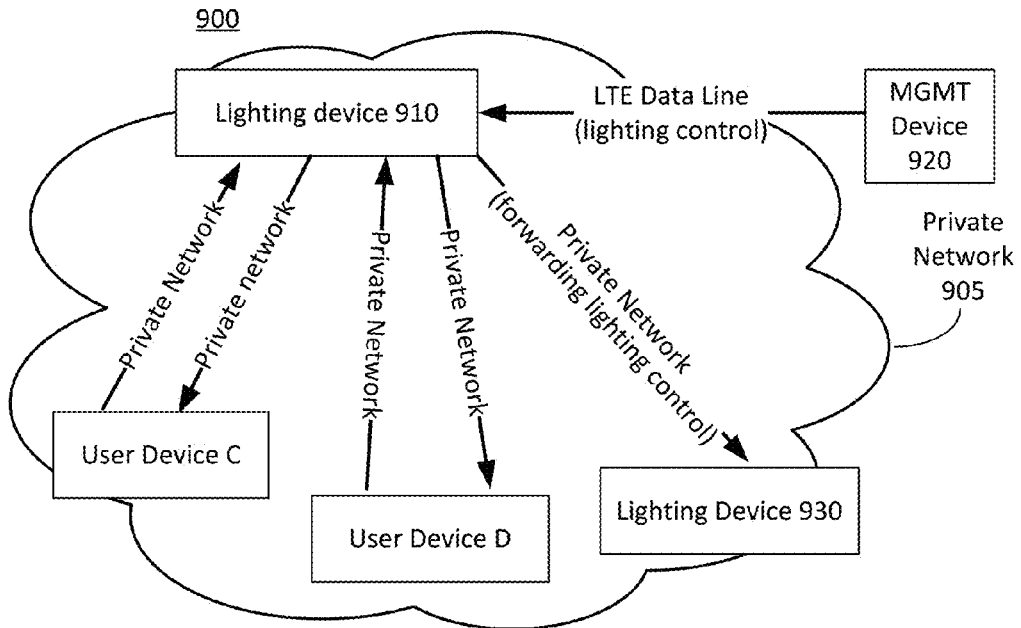 900
Lighting device 910
LTE Data Line
(lighting control)
MGMT
Device
920
Private
Network
905
Private Network
Private network
Private Network
Private Network
Private Network
(forwarding lighting control)
User Device C
User Device D
Lighting Device 930